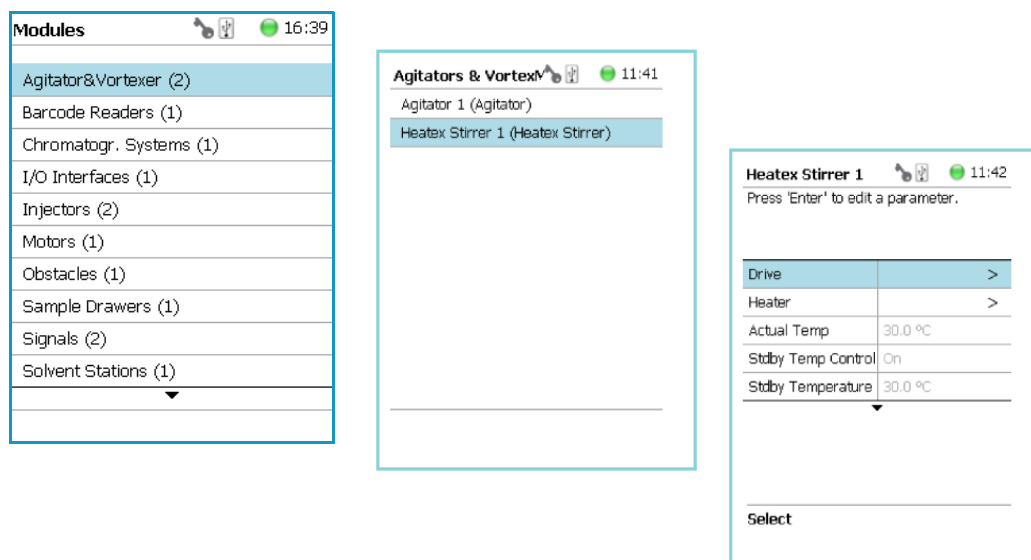 Modules 16:39
Agitator&Vortexer (2)
Barcode Readers (1)
Chromatogr. Systems (1)
I/O Interfaces (1)
Injectors (2)
Motors (1)
Obstacles (1)
Sample Drawers (1)
Signals (2)
Solvent Stations (1)
Agitators & Vortex 11:41
Agitator 1 (Agitator)
Heatex Stirrer 1 (Heatex Stirrer)
Heatex Stirrer 1 11:42
Press 'Enter' to edit a parameter.
Drive >
Heater >
Actual Temp 30.0 ºC
Stdby Temp Control On
Stdby Temperature 30.0 ºC
Select